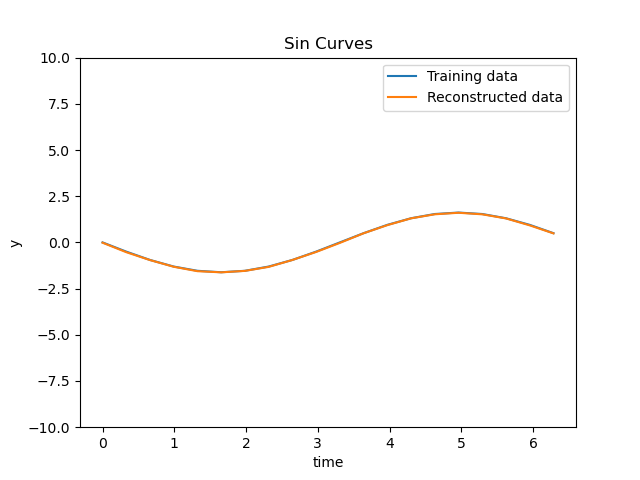 Sin Curves
Training data
Reconstructed data
10.0
7.5
5.0
2.5
0.0
−2.5
−5.0
−7.5
−10.0
y
0 1 2 3 4 5 6
time